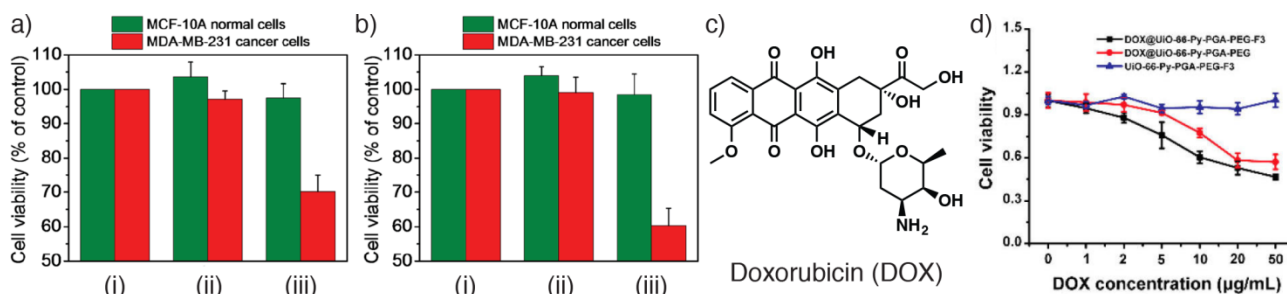 a)
MCF-10A normal cells
MDA-MB-231 cancer cells
Cell viability (% of control)
110
100
90
80
70
60
50
(i)
(ii)
(iii)
b)
MCF-10A normal cells
MDA-MB-231 cancer cells
Cell viability (% of control)
110
100
90
80
70
60
50
(i)
(ii)
(iiii)
c)
O
OH
O
OH
OH
O
O
OH
O
O
OH
NH2
Doxorubicin (DOX)
d)
DOX@UiO-66-Py-PGA-PEG-F3
DOX@UiO-66-Py-PGA-PEG
UiO-66-Py-PGA-PEG-F3
Cell viability
1.5
1.2
0.9
0.6
0.3
0.0
0 1 2 5 10 20 50
DOX concentration (μg/mL)
H